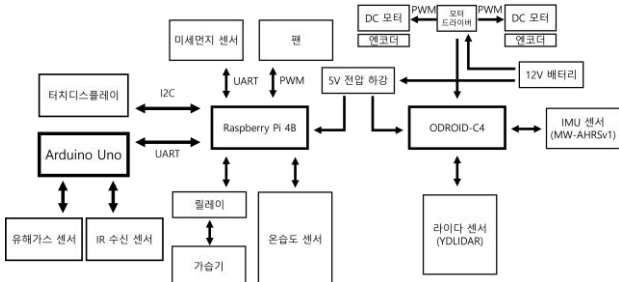 DC 모터
PWM
모터
드라이버
PWM
DC 모터
엔코더
엔코더
미세먼지 센서
팬
UART
PWM
5V 전압 하강
12V 배터리
터치디스플레이
I2C
Raspberry Pi 4B
ODROID-C4
IMU 센서
(MW-AHRSv1)
Arduino Uno
UART
유해가스 센서
IR 수신 센서
릴레이
가습기
온습도 센서
라이다 센서
(YDLIDAR)